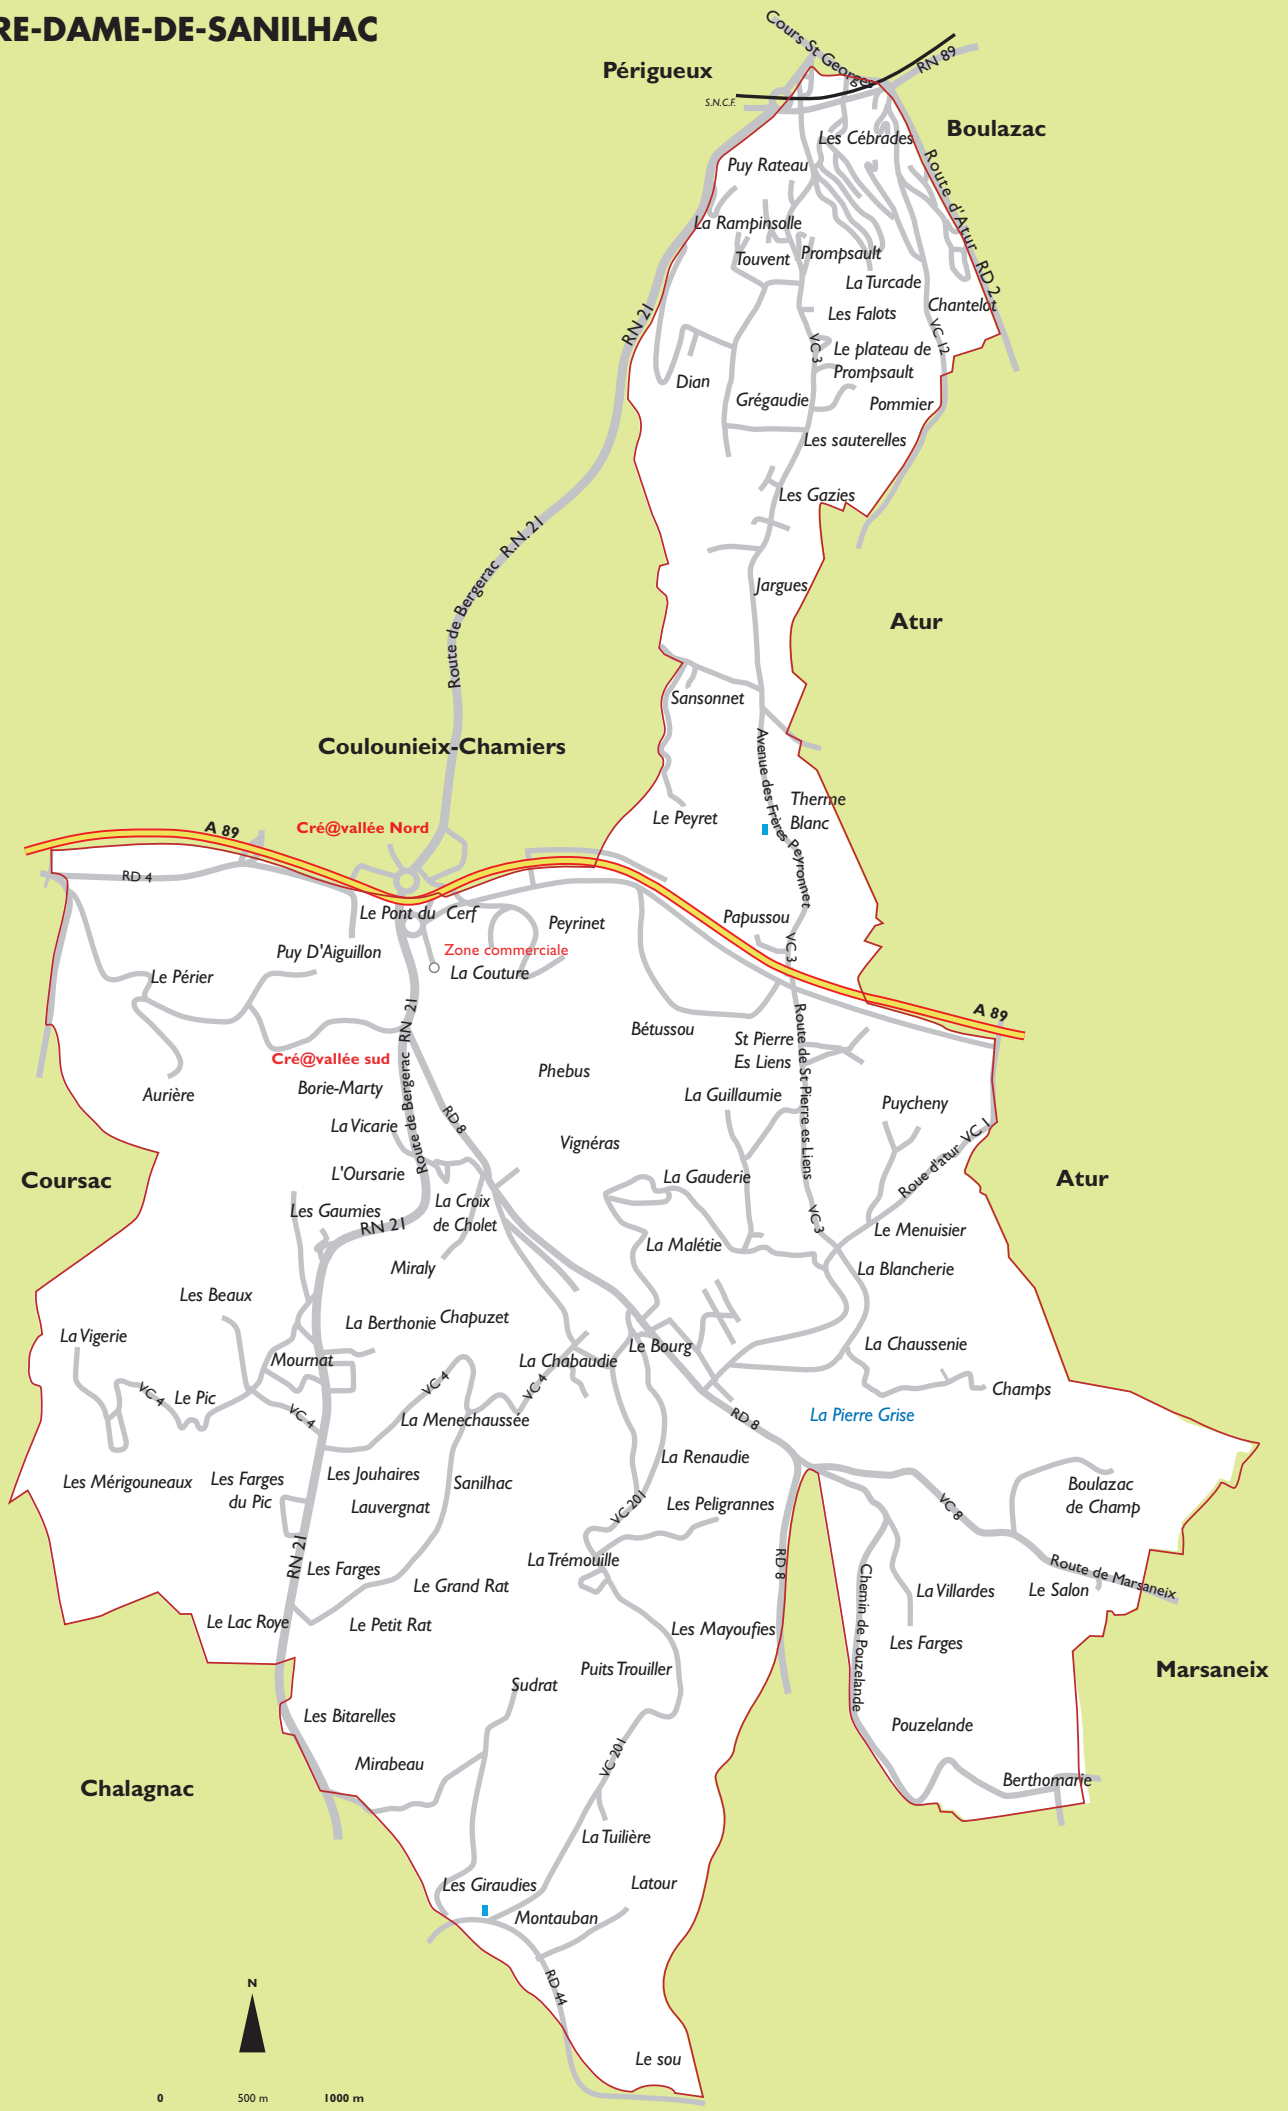 RE-DAME-DE-SANILHAC
Cours St Georges
RN 89
Périgueux
S.N.C.F.
Boulazac
Les Cébrades
Puy Rateau
Route d'Atur RD 2
La Rampinsolle
Touvent
Prompsault
La Turcade
Chantelot
Les Falots
RN 21
VC 3
VC 12
Le plateau de
Prompsault
Dian
Grégaudie
Pommier
Les sauterelles
Les Gazies
Route de Bergerac R.N. 21
Jargues
Atur
Sansonnet
Coulounieix-Chamiers
Avenue des Frères Peyronnet
Therme
Blanc
Le Peyret
A 89
Cré@vallée Nord
RD 4
Le Pont du Cerf
Peyrinet
Papussou
VC 3
Puy D'Aiguillon
Zone commerciale
La Couture
Le Périer
A 89
Bétussou
St Pierre
Es Liens
Route de St Pierre es Liens
Cré@vallée sud
Route de Bergerac RN 21
Phebus
Borie-Marty
Aurière
La Guillaumie
Puycheny
La Vicarie
RD 8
Vignéras
Roue d'atur VC 1
Coursac
L'Oursarie
La Gauderie
Atur
Les Gaumies
La Croix
de Cholet
RN 21
VC 3
Le Menuisier
La Malétie
Miraly
La Blancherie
Les Beaux
La Berthonie
Chapuzet
La Vigerie
Le Bourg
La Chaussenie
Mournat
La Chabaudie
VC 4
VC 4
VC 4
Le Pic
VC 4
Champs
La Menechaussée
RD 8
La Pierre Grise
La Renaudie
Les Mérigouneaux
Les Farges
du Pic
Les Jouhaires
Sanilhac
Boulazac
de Champ
Lauvergnat
VC 201
Les Peligrannes
VC 8
RN 21
Les Farges
La Trémouille
RD 8
Route de Marsaneix
Le Grand Rat
Chemin de Pouzelande
La Villardes
Le Salon
Le Lac Roye
Le Petit Rat
Les Mayoufies
Les Farges
Puits Trouiller
Marsaneix
Sudrat
Les Bitarelles
Pouzelande
VC 201
Mirabeau
Berthomarie
Chalagnac
La Tuilière
Les Giraudies
Latour
Montauban
N
RD 44
Le sou
0 500 m 1000 m